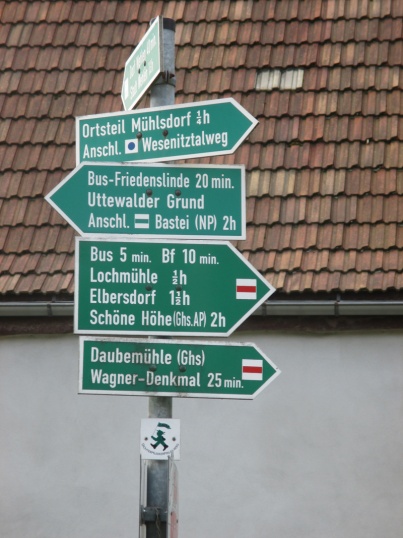 Ortsteil Mühlsdorf ¼h
Anschl. Wesenitztalweg
Bus-Friedenslinde 20 min.
Uttewalder Grund
Anschl. Bastei (NP) 2h
Bus 5 min. Bf 10 min.
Lochmühle ½h
Elbersdorf 1½h
Schöne Höhe (Ghs.AP) 2h
Daubemühle (Ghs)
Wagner-Denkmal 25 min.